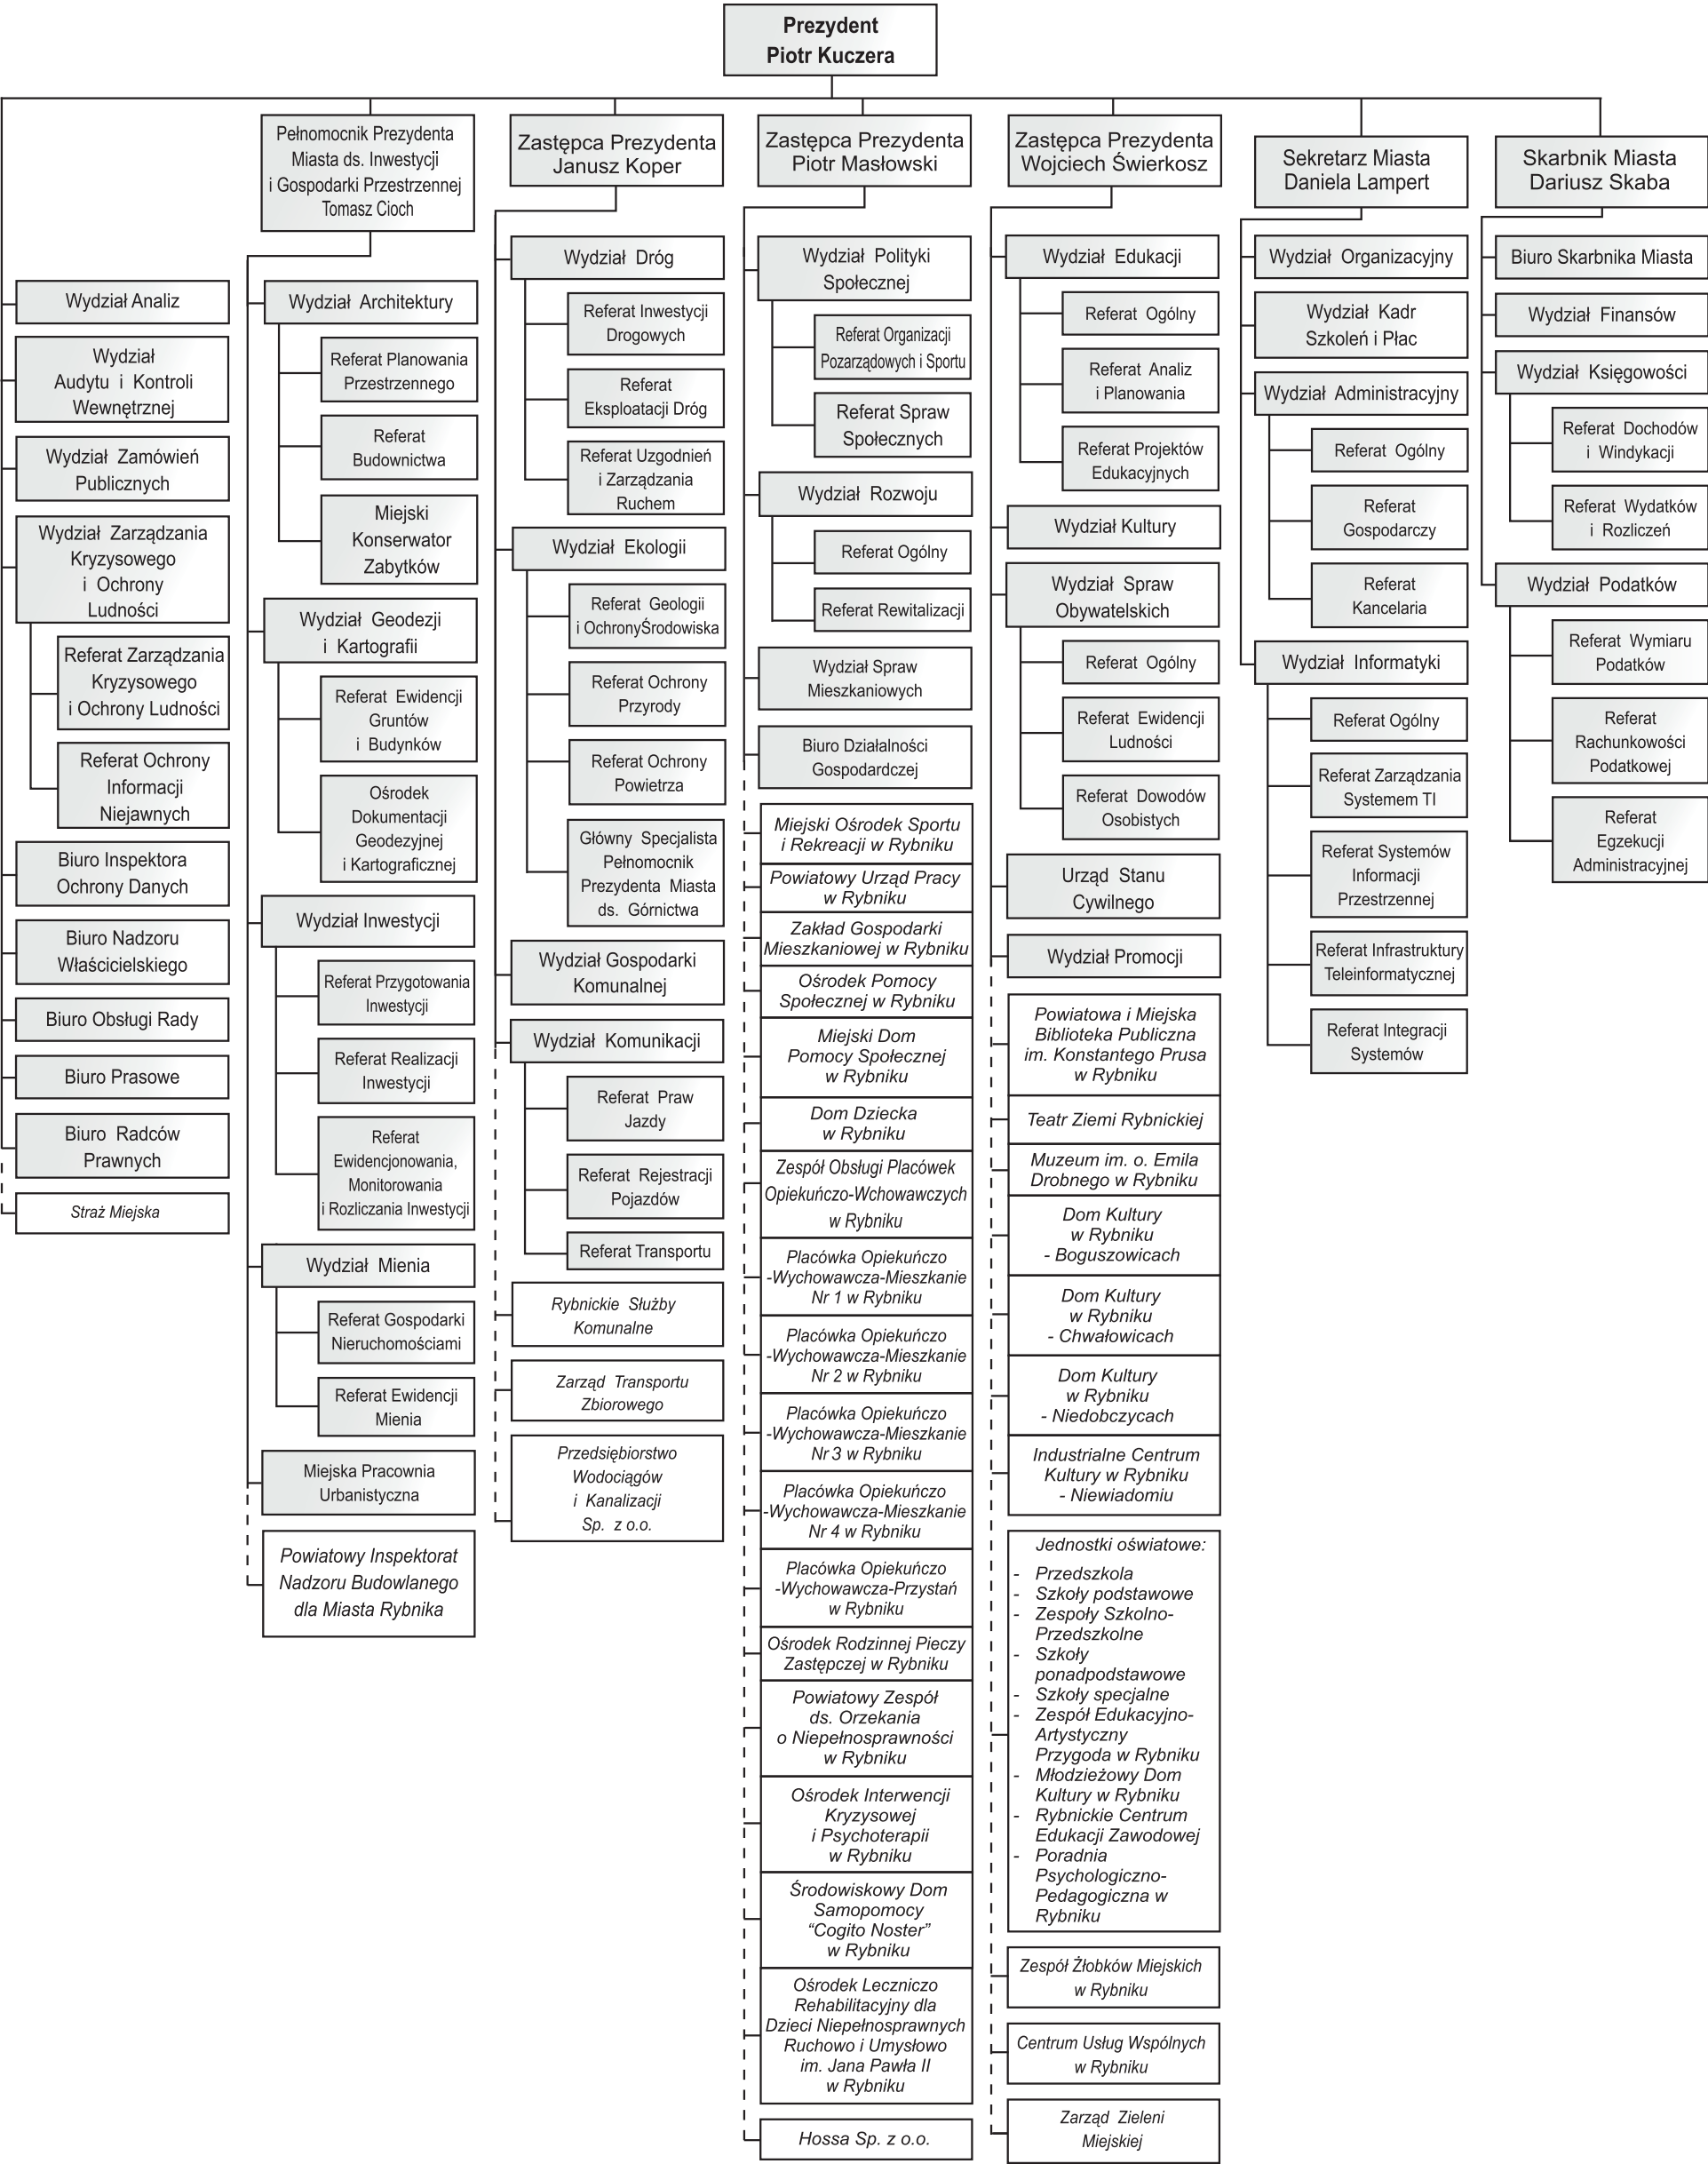 Prezydent
Piotr Kuczera
Wydział Analiz
Wydział
Audytu i Kontroli
Wewnętrznej
Wydział Zamówień
Publicznych
Wydział Zarządzania
Kryzysowego
i Ochrony
Ludności
Referat Zarządzania
Kryzysowego
i Ochrony Ludności
Referat Ochrony
Informacji
Niejawnych
Biuro Inspektora
Ochrony Danych
Biuro Nadzoru
Właścicielskiego
Biuro Obsługi Rady
Biuro Prasowe
Biuro Radców
Prawnych
Straż Miejska
Pełnomocnik Prezydenta
Miasta ds. Inwestycji
i Gospodarki Przestrzennej
Tomasz Cioch
Wydział Architektury
Referat Planowania
Przestrzennego
Referat
Budownictwa
Miejski
Konserwator
Zabytków
Wydział Geodezji
i Kartografii
Referat Ewidencji
Gruntów
i Budynków
Ośrodek
Dokumentacji
Geodezyjnej
i Kartograficznej
Wydział Inwestycji
Referat Przygotowania
Inwestycji
Referat Realizacji
Inwestycji
Referat
Ewidencjonowania,
Monitorowania
i Rozliczania Inwestycji
Wydział Mienia
Referat Gospodarki
Nieruchomościami
Referat Ewidencji
Mienia
Miejska Pracownia
Urbanistyczna
Powiatowy Inspektorat
Nadzoru Budowlanego
dla Miasta Rybnika
Zastępca Prezydenta
Janusz Koper
Wydział Dróg
Referat Inwestycji
Drogowych
Referat
Eksploatacji Dróg
Referat Uzgodnień
i Zarządzania
Ruchem
Wydział Ekologii
Referat Geologii
i OchronyŚrodowiska
Referat Ochrony
Przyrody
Referat Ochrony
Powietrza
Główny Specjalista
Pełnomocnik
Prezydenta Miasta
ds. Górnictwa
Wydział Gospodarki
Komunalnej
Wydział Komunikacji
Referat Praw
Jazdy
Referat Rejestracji
Pojazdów
Referat Transportu
Rybnickie Służby
Komunalne
Zarząd Transportu
Zbiorowego
Przedsiębiorstwo
Wodociągów
i Kanalizacji
Sp. z o.o.
Zastępca Prezydenta
Piotr Masłowski
Wydział Polityki
Społecznej
Referat Organizacji
Pozarządowych i Sportu
Referat Spraw
Społecznych
Wydział Rozwoju
Referat Ogólny
Referat Rewitalizacji
Wydział Spraw
Mieszkaniowych
Biuro Działalności
Gospodardczej
Miejski Ośrodek Sportu
i Rekreacji w Rybniku
Powiatowy Urząd Pracy
w Rybniku
Zakład Gospodarki
Mieszkaniowej w Rybniku
Ośrodek Pomocy
Społecznej w Rybniku
Miejski Dom
Pomocy Społecznej
w Rybniku
Dom Dziecka
w Rybniku
Zespół Obsługi Placówek
Opiekuńczo-Wchowawczych
w Rybniku
Placówka Opiekuńczo
-Wychowawcza-Mieszkanie
Nr 1 w Rybniku
Placówka Opiekuńczo
-Wychowawcza-Mieszkanie
Nr 2 w Rybniku
Placówka Opiekuńczo
-Wychowawcza-Mieszkanie
Nr 3 w Rybniku
Placówka Opiekuńczo
-Wychowawcza-Mieszkanie
Nr 4 w Rybniku
Placówka Opiekuńczo
-Wychowawcza-Przystań
w Rybniku
Ośrodek Rodzinnej Pieczy
Zastępczej w Rybniku
Powiatowy Zespół
ds. Orzekania
o Niepełnosprawności
w Rybniku
Ośrodek Interwencji
Kryzysowej
i Psychoterapii
w Rybniku
Środowiskowy Dom
Samopomocy
“Cogito Noster”
w Rybniku
Ośrodek Leczniczo
Rehabilitacyjny dla
Dzieci Niepełnosprawnych
Ruchowo i Umysłowo
im. Jana Pawła II
w Rybniku
Hossa Sp. z o.o.
Zastępca Prezydenta
Wojciech Świerkosz
Wydział Edukacji
Referat Ogólny
Referat Analiz
i Planowania
Referat Projektów
Edukacyjnych
Wydział Kultury
Wydział Spraw
Obywatelskich
Referat Ogólny
Referat Ewidencji
Ludności
Referat Dowodów
Osobistych
Urząd Stanu
Cywilnego
Wydział Promocji
Powiatowa i Miejska
Biblioteka Publiczna
im. Konstantego Prusa
w Rybniku
Teatr Ziemi Rybnickiej
Muzeum im. o. Emila
Drobnego w Rybniku
Dom Kultury
w Rybniku
- Boguszowicach
Dom Kultury
w Rybniku
- Chwałowicach
Dom Kultury
w Rybniku
- Niedobczycach
Industrialne Centrum
Kultury w Rybniku
- Niewiadomiu
Jednostki oświatowe:
- Przedszkola
- Szkoły podstawowe
- Zespoły Szkolno-
Przedszkolne
- Szkoły
ponadpodstawowe
- Szkoły specjalne
- Zespół Edukacyjno-
Artystyczny
Przygoda w Rybniku
- Młodzieżowy Dom
Kultury w Rybniku
- Rybnickie Centrum
Edukacji Zawodowej
- Poradnia
Psychologiczno-
Pedagogiczna w
Rybniku
Zespół Żłobków Miejskich
w Rybniku
Centrum Usług Wspólnych
w Rybniku
Zarząd Zieleni
Miejskiej
Sekretarz Miasta
Daniela Lampert
Wydział Organizacyjny
Wydział Kadr
Szkoleń i Płac
Wydział Administracyjny
Referat Ogólny
Referat
Gospodarczy
Referat
Kancelaria
Wydział Informatyki
Referat Ogólny
Referat Zarządzania
Systemem TI
Referat Systemów
Informacji
Przestrzennej
Referat Infrastruktury
Teleinformatycznej
Referat Integracji
Systemów
Skarbnik Miasta
Dariusz Skaba
Biuro Skarbnika Miasta
Wydział Finansów
Wydział Księgowości
Referat Dochodów
i Windykacji
Referat Wydatków
i Rozliczeń
Wydział Podatków
Referat Wymiaru
Podatków
Referat
Rachunkowości
Podatkowej
Referat
Egzekucji
Administracyjnej